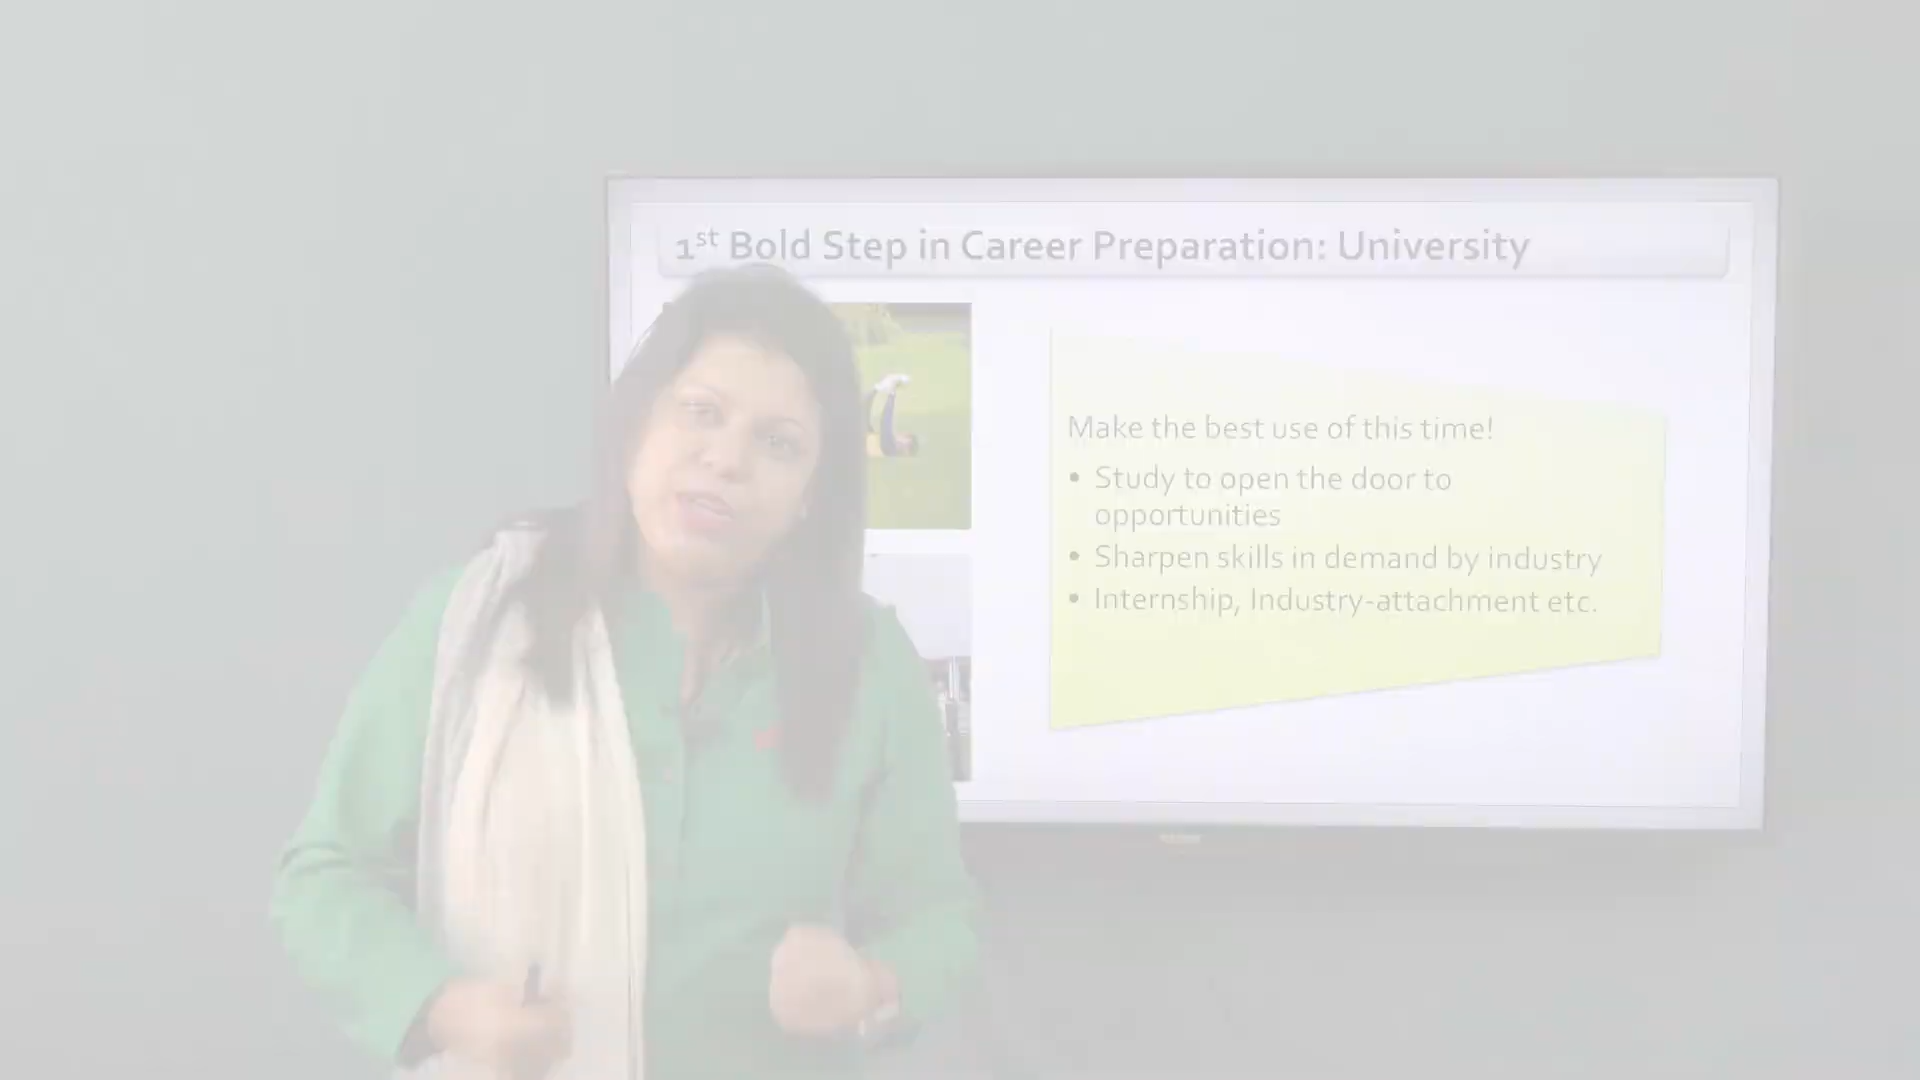 1st Bold Step in Career Preparation: University
Make the best use of this time!
• Study to open the door to
opportunities
• Sharpen skills in demand by industry
• Internship, Industry-attachment etc.